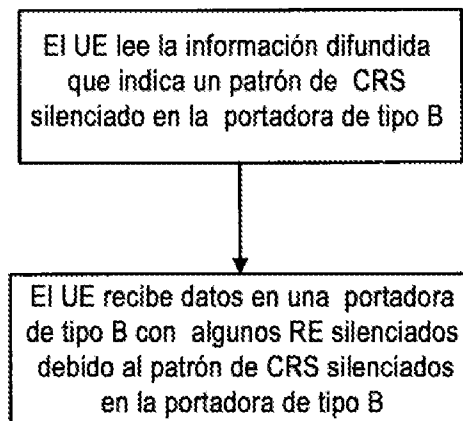 El UE lee la información difundida
que indica un patrón de CRS
silenciado en la portadora de tipo B
El UE recibe datos en una portadora
de tipo B con algunos RE silenciados
debido al patrón de CRS silenciados
en la portadora de tipo B